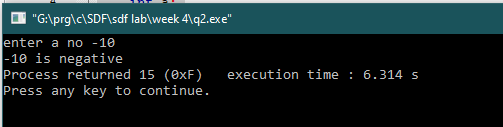 "G:\prg\c\SDF\sdf lab\week 4\q2.exe"
enter a no -10
-10 is negative
Process returned 15 (0xF)   execution time : 6.314 s
Press any key to continue.